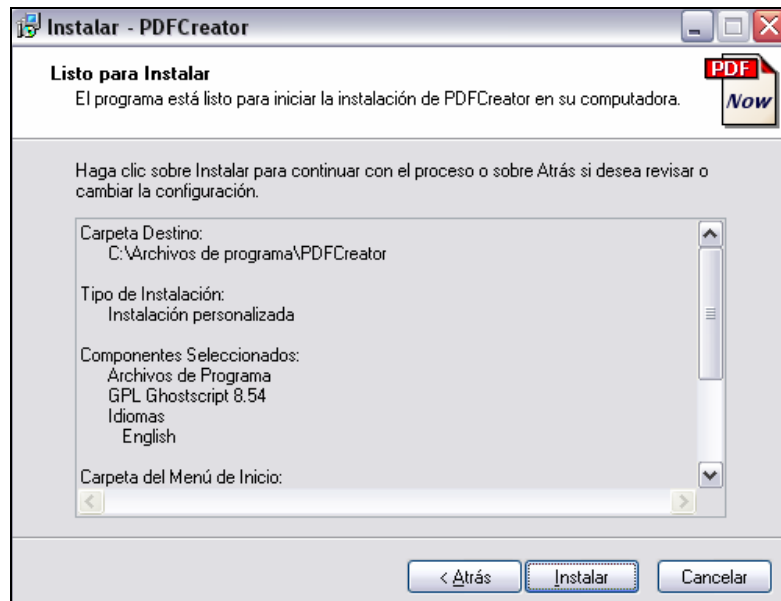 Instalar - PDFCreator
Listo para Instalar
El programa está listo para iniciar la instalación de PDFCreator en su computadora.
PDF
Now
Haga clic sobre Instalar para continuar con el proceso o sobre Atrás si desea revisar o
cambiar la configuración.
Carpeta Destino:
C:\Archivos de programa\PDFCreator
Tipo de Instalación:
Instalación personalizada
Componentes Seleccionados:
Archivos de Programa
GPL Ghostscript 8.54
Idiomas
English
Carpeta del Menú de Inicio:
< Atrás
Instalar
Cancelar